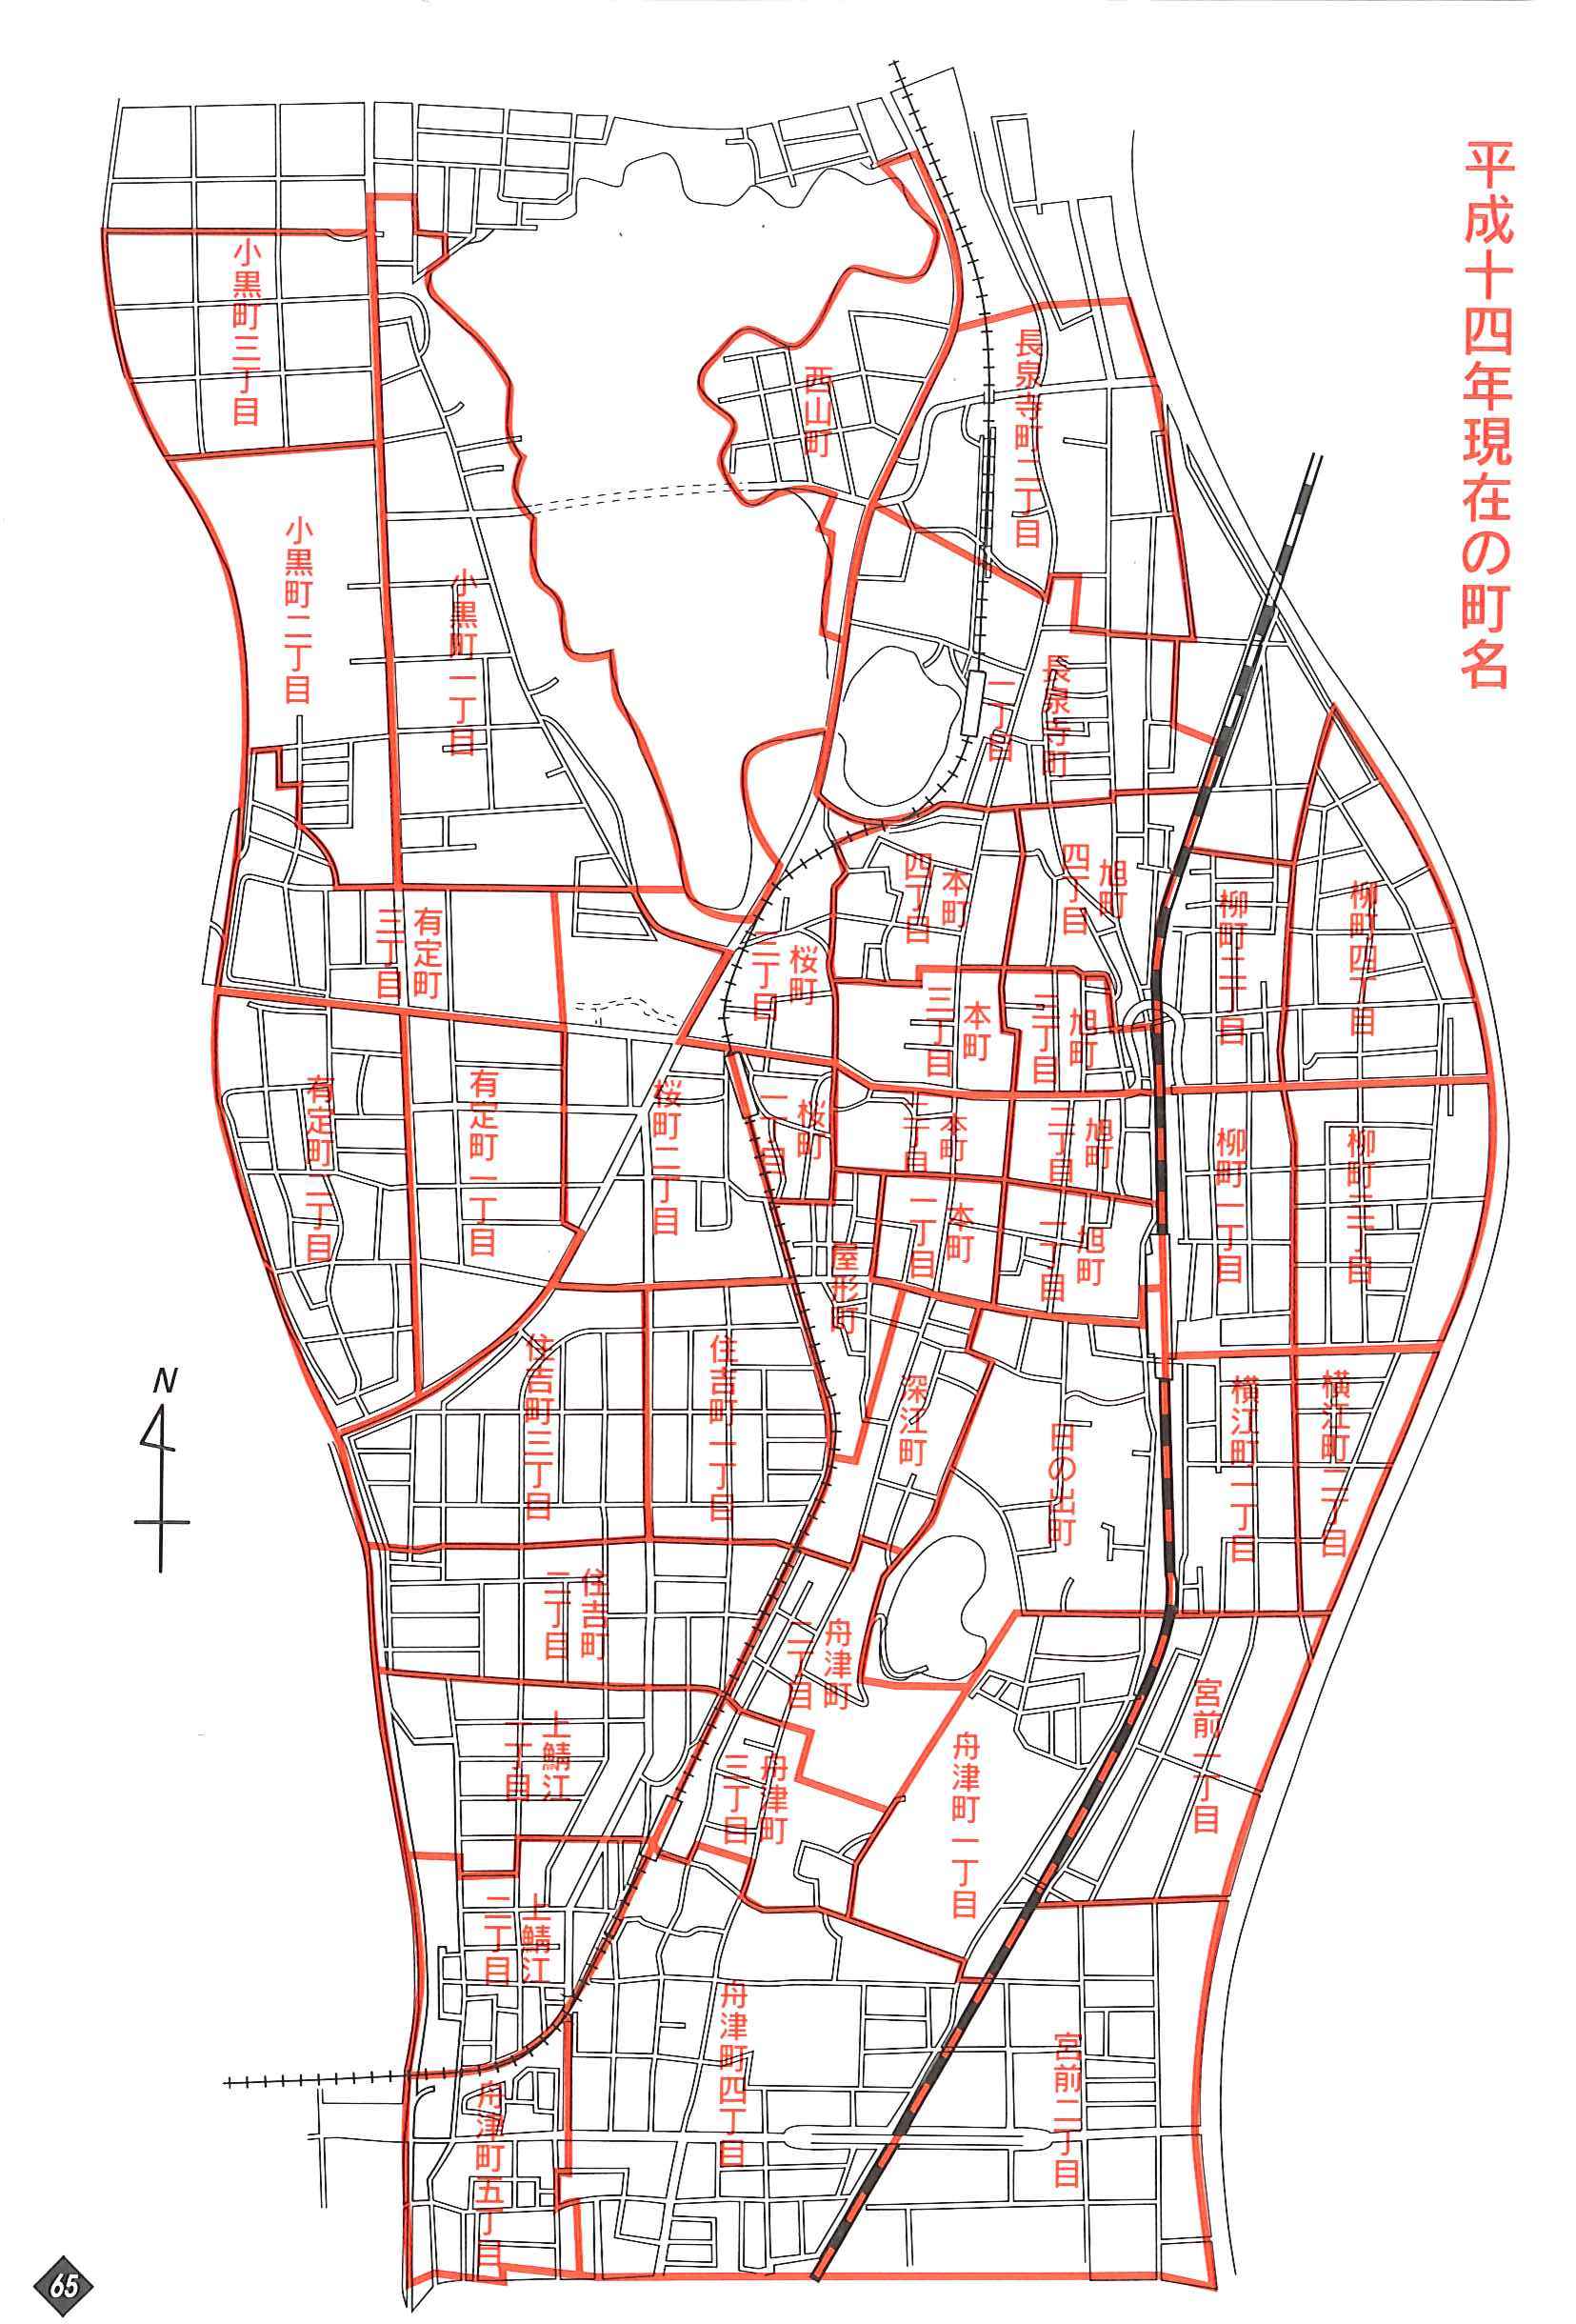 平成十四年現在の町名
小黒町三丁目
西山町
長泉寺町二丁目
小黒町二丁目
小黒町一丁目
長泉寺町
一丁目
旭町
四丁目
本町
四丁目
柳町四丁目
柳町二丁目
有定町
三丁目
桜町
三丁目
本町
三丁目
旭町
三丁目
有定町二丁目
有定町一丁目
桜町二丁目
桜町
一丁目
本町
二丁目
旭町
二丁目
柳町一丁目
柳町三丁目
本町
一丁目
旭町
一丁目
屋形町
住吉町三丁目
住吉町一丁目
深江町
日の出町
横江町一丁目
横江町二丁目
N
住吉町
二丁目
舟津町
二丁目
上鯖江
一丁目
舟津町
三丁目
舟津町一丁目
宮前一丁目
上鯖江
二丁目
舟津町四丁目
宮前二丁目
舟津町五丁目
65